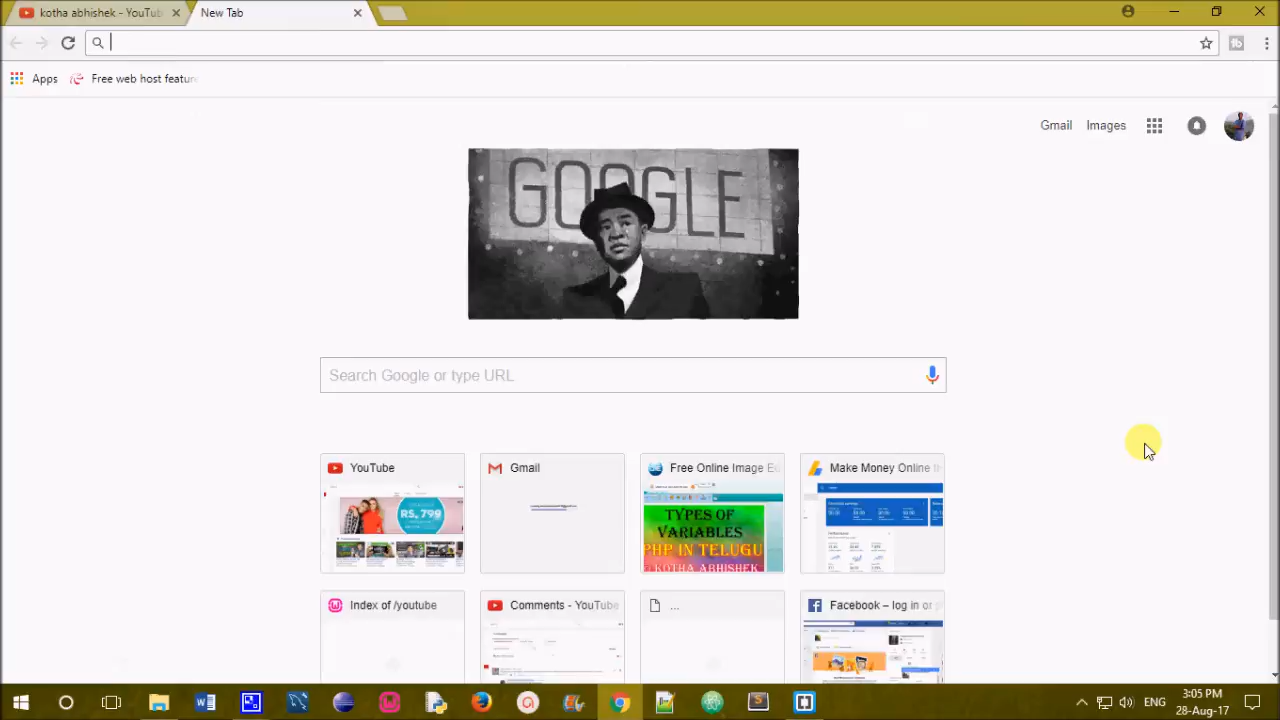 kotha abhishek - YouTub
New Tab
Apps
Free web host featur
Gmail
Images
GOOGLE
Search Google or type URL
YouTube
Gmail
Free Online Image Ed
Make Money Online t
RS. 799
TYPES OF
VARIABLES
PHP IN TELUGU
KOTHA ABHISHEK
Index of /youtube
Comments - YouTube
...
Facebook – log in or
ENG
3:05 PM
28-Aug-17